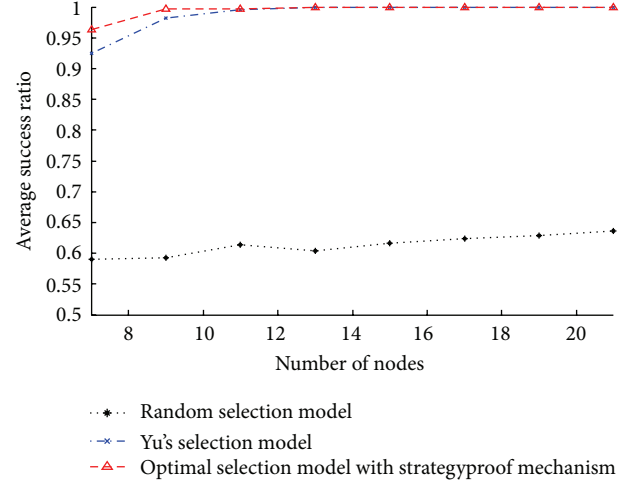 1
0.95
0.9
0.85
0.8
0.75
0.7
0.65
0.6
0.55
0.5
Average success ratio
8 10 12 14 16 18 20
Number of nodes
Random selection model
Yu's selection model
Optimal selection model with strategyproof mechanism